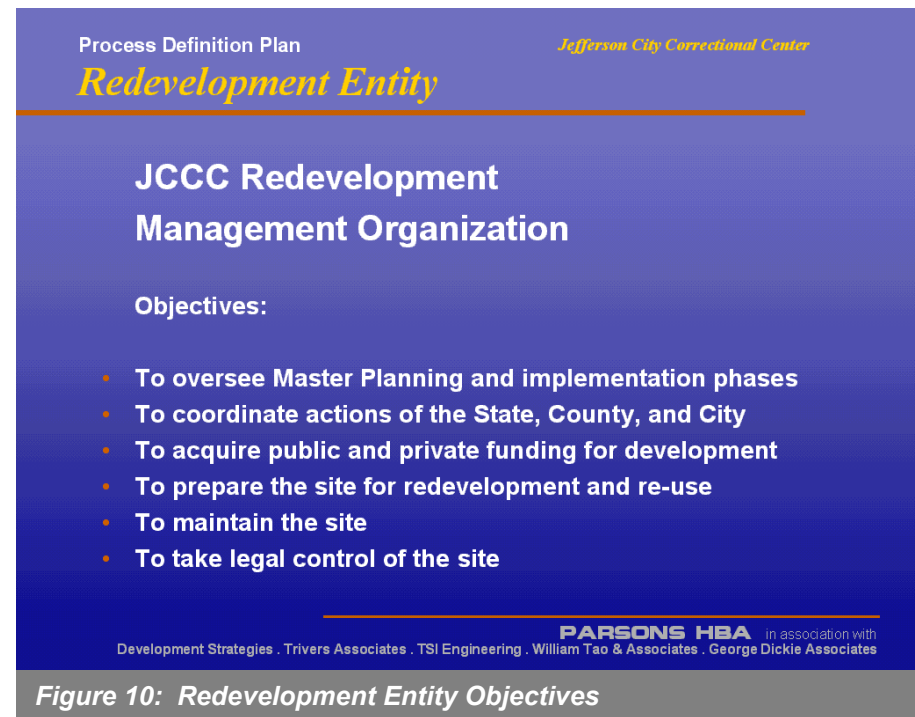 Process Definition Plan
Jefferson City Correctional Center
Redevelopment Entity
JCCC Redevelopment
Management Organization
Objectives:
• To oversee Master Planning and implementation phases
• To coordinate actions of the State, County, and City
• To acquire public and private funding for development
• To prepare the site for redevelopment and re-use
• To maintain the site
• To take legal control of the site
PARSONS HBA in association with
Development Strategies . Trivers Associates . TSI Engineering . William Tao & Associates . George Dickie Associates
Figure 10: Redevelopment Entity Objectives